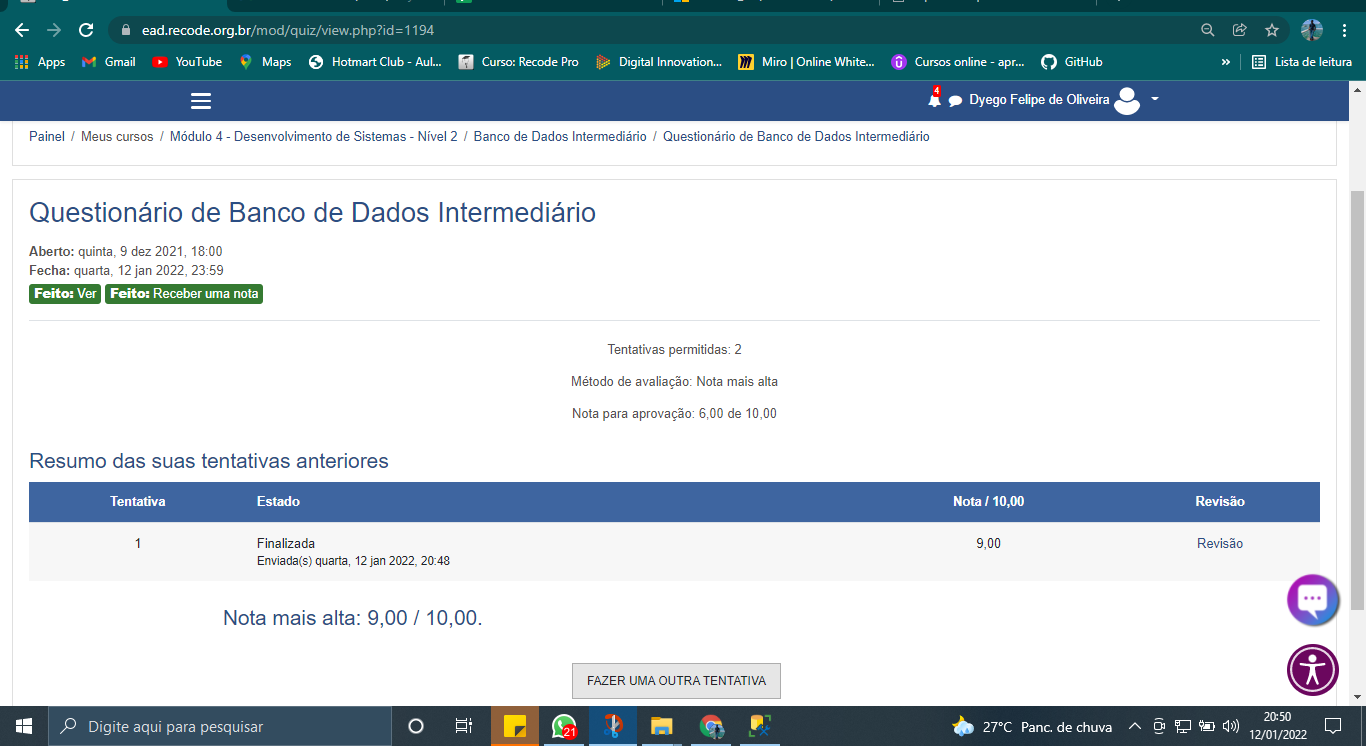 ead.recode.org.br/mod/quiz/view.php?id=1194
Apps Gmail YouTube Maps Hotmart Club - Aul... Curso: Recode Pro Digital Innovation... Miro | Online White... Cursos online - apr... GitHub » Lista de leitura
4
Dyego Felipe de Oliveira
Painel / Meus cursos / Módulo 4 - Desenvolvimento de Sistemas - Nível 2 / Banco de Dados Intermediário / Questionário de Banco de Dados Intermediário
Questionário de Banco de Dados Intermediário
Aberto: quinta, 9 dez 2021, 18:00
Fecha: quarta, 12 jan 2022, 23:59
Feito: Ver Feito: Receber uma nota
Tentativas permitidas: 2
Método de avaliação: Nota mais alta
Nota para aprovação: 6,00 de 10,00
Resumo das suas tentativas anteriores
Tentativa Estado Nota / 10,00 Revisão
1 Finalizada 9,00 Revisão
Enviada(s) quarta, 12 jan 2022, 20:48
Nota mais alta: 9,00 / 10,00.
FAZER UMA OUTRA TENTATIVA
Digite aqui para pesquisar
21
27°C Panc. de chuva
20:50
12/01/2022